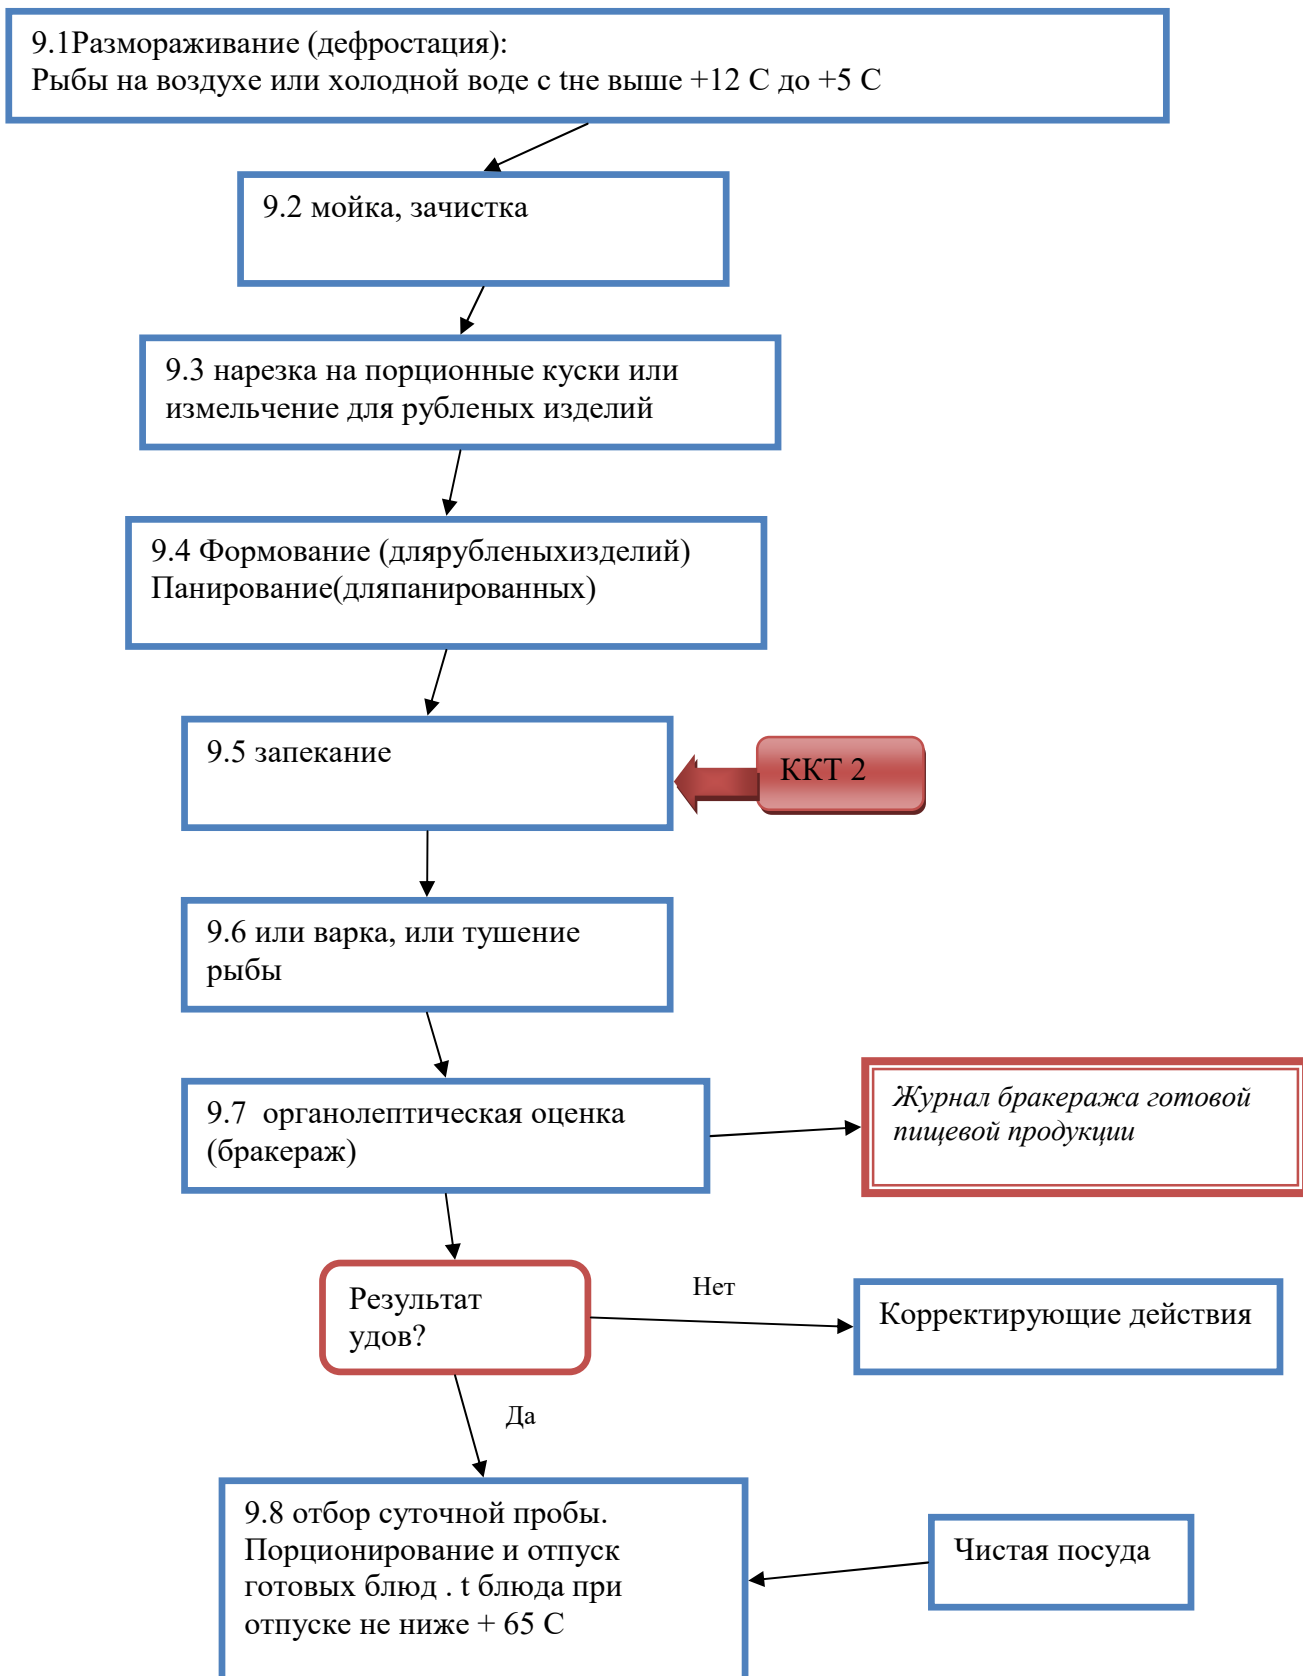 9.1Размораживание (дефростация):
Рыбы на воздухе или холодной воде с tне выше +12 С до +5 С
9.2 мойка, зачистка
9.3 нарезка на порционные куски или
измельчение для рубленых изделий
9.4 Формование (длярубленыхизделий)
Панирование(дляпанированных)
9.5 запекание
ККТ 2
9.6 или варка, или тушение
рыбы
9.7 органолептическая оценка
(бракераж)
Журнал бракеража готовой
пищевой продукции
Результат
удов?
Нет
Корректирующие действия
Да
9.8 отбор суточной пробы.
Порционирование и отпуск
готовых блюд . t блюда при
отпуске не ниже + 65 С
Чистая посуда